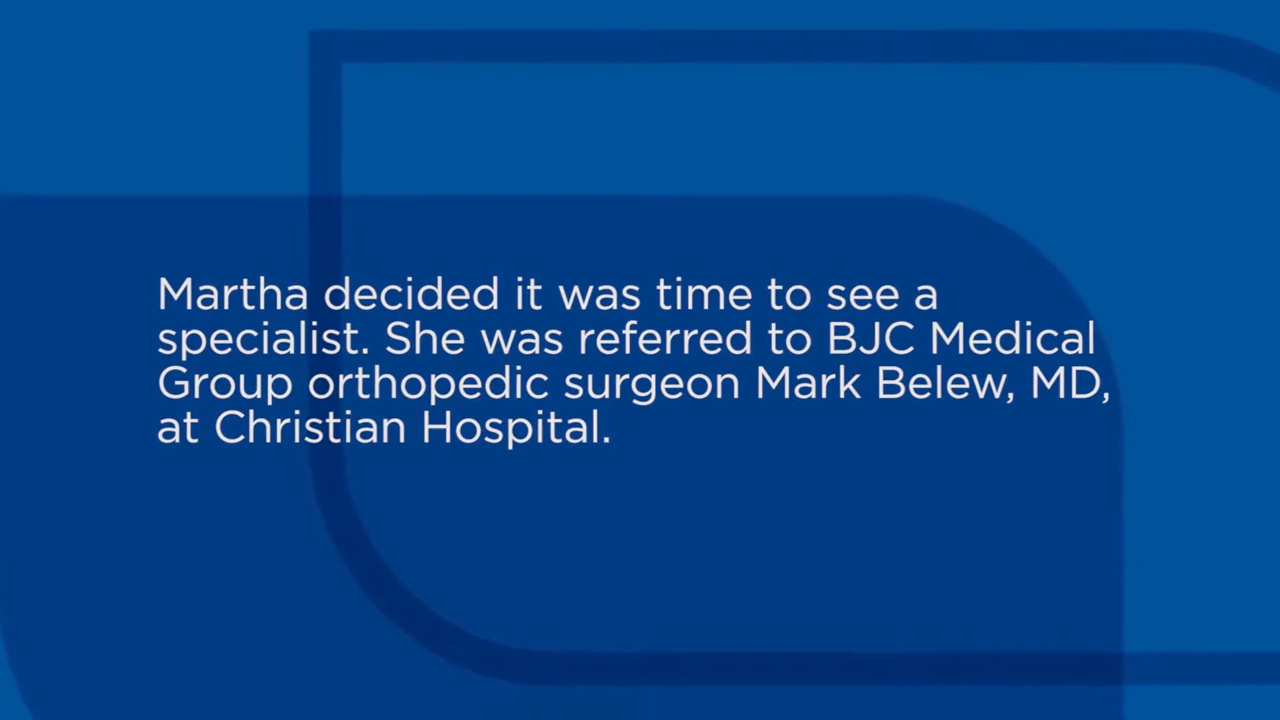 Martha decided it was time to see a
specialist. She was referred to BJC Medical
Group orthopedic surgeon Mark Belew, MD,
at Christian Hospital.